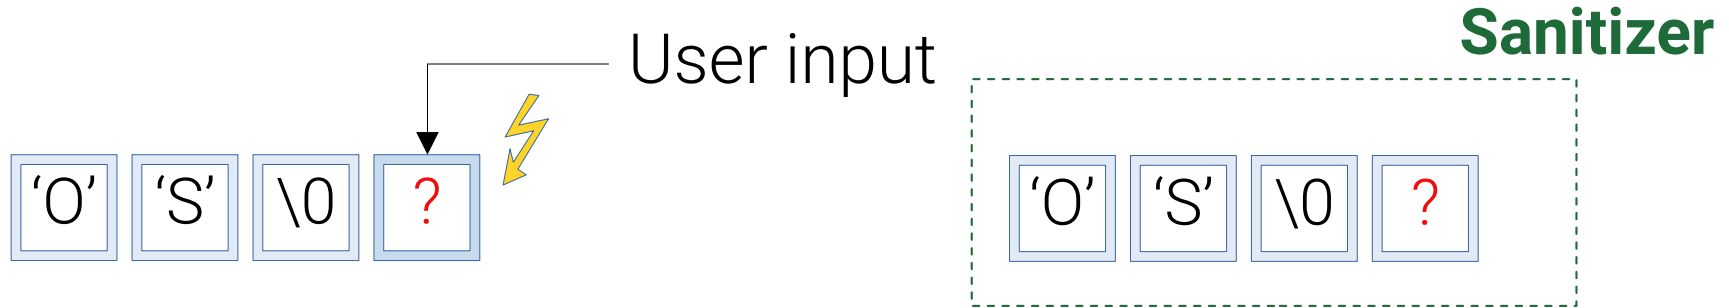 Sanitizer
User input
‘O’ ‘S’ \0 ?
‘O’ ‘S’ \0 ?